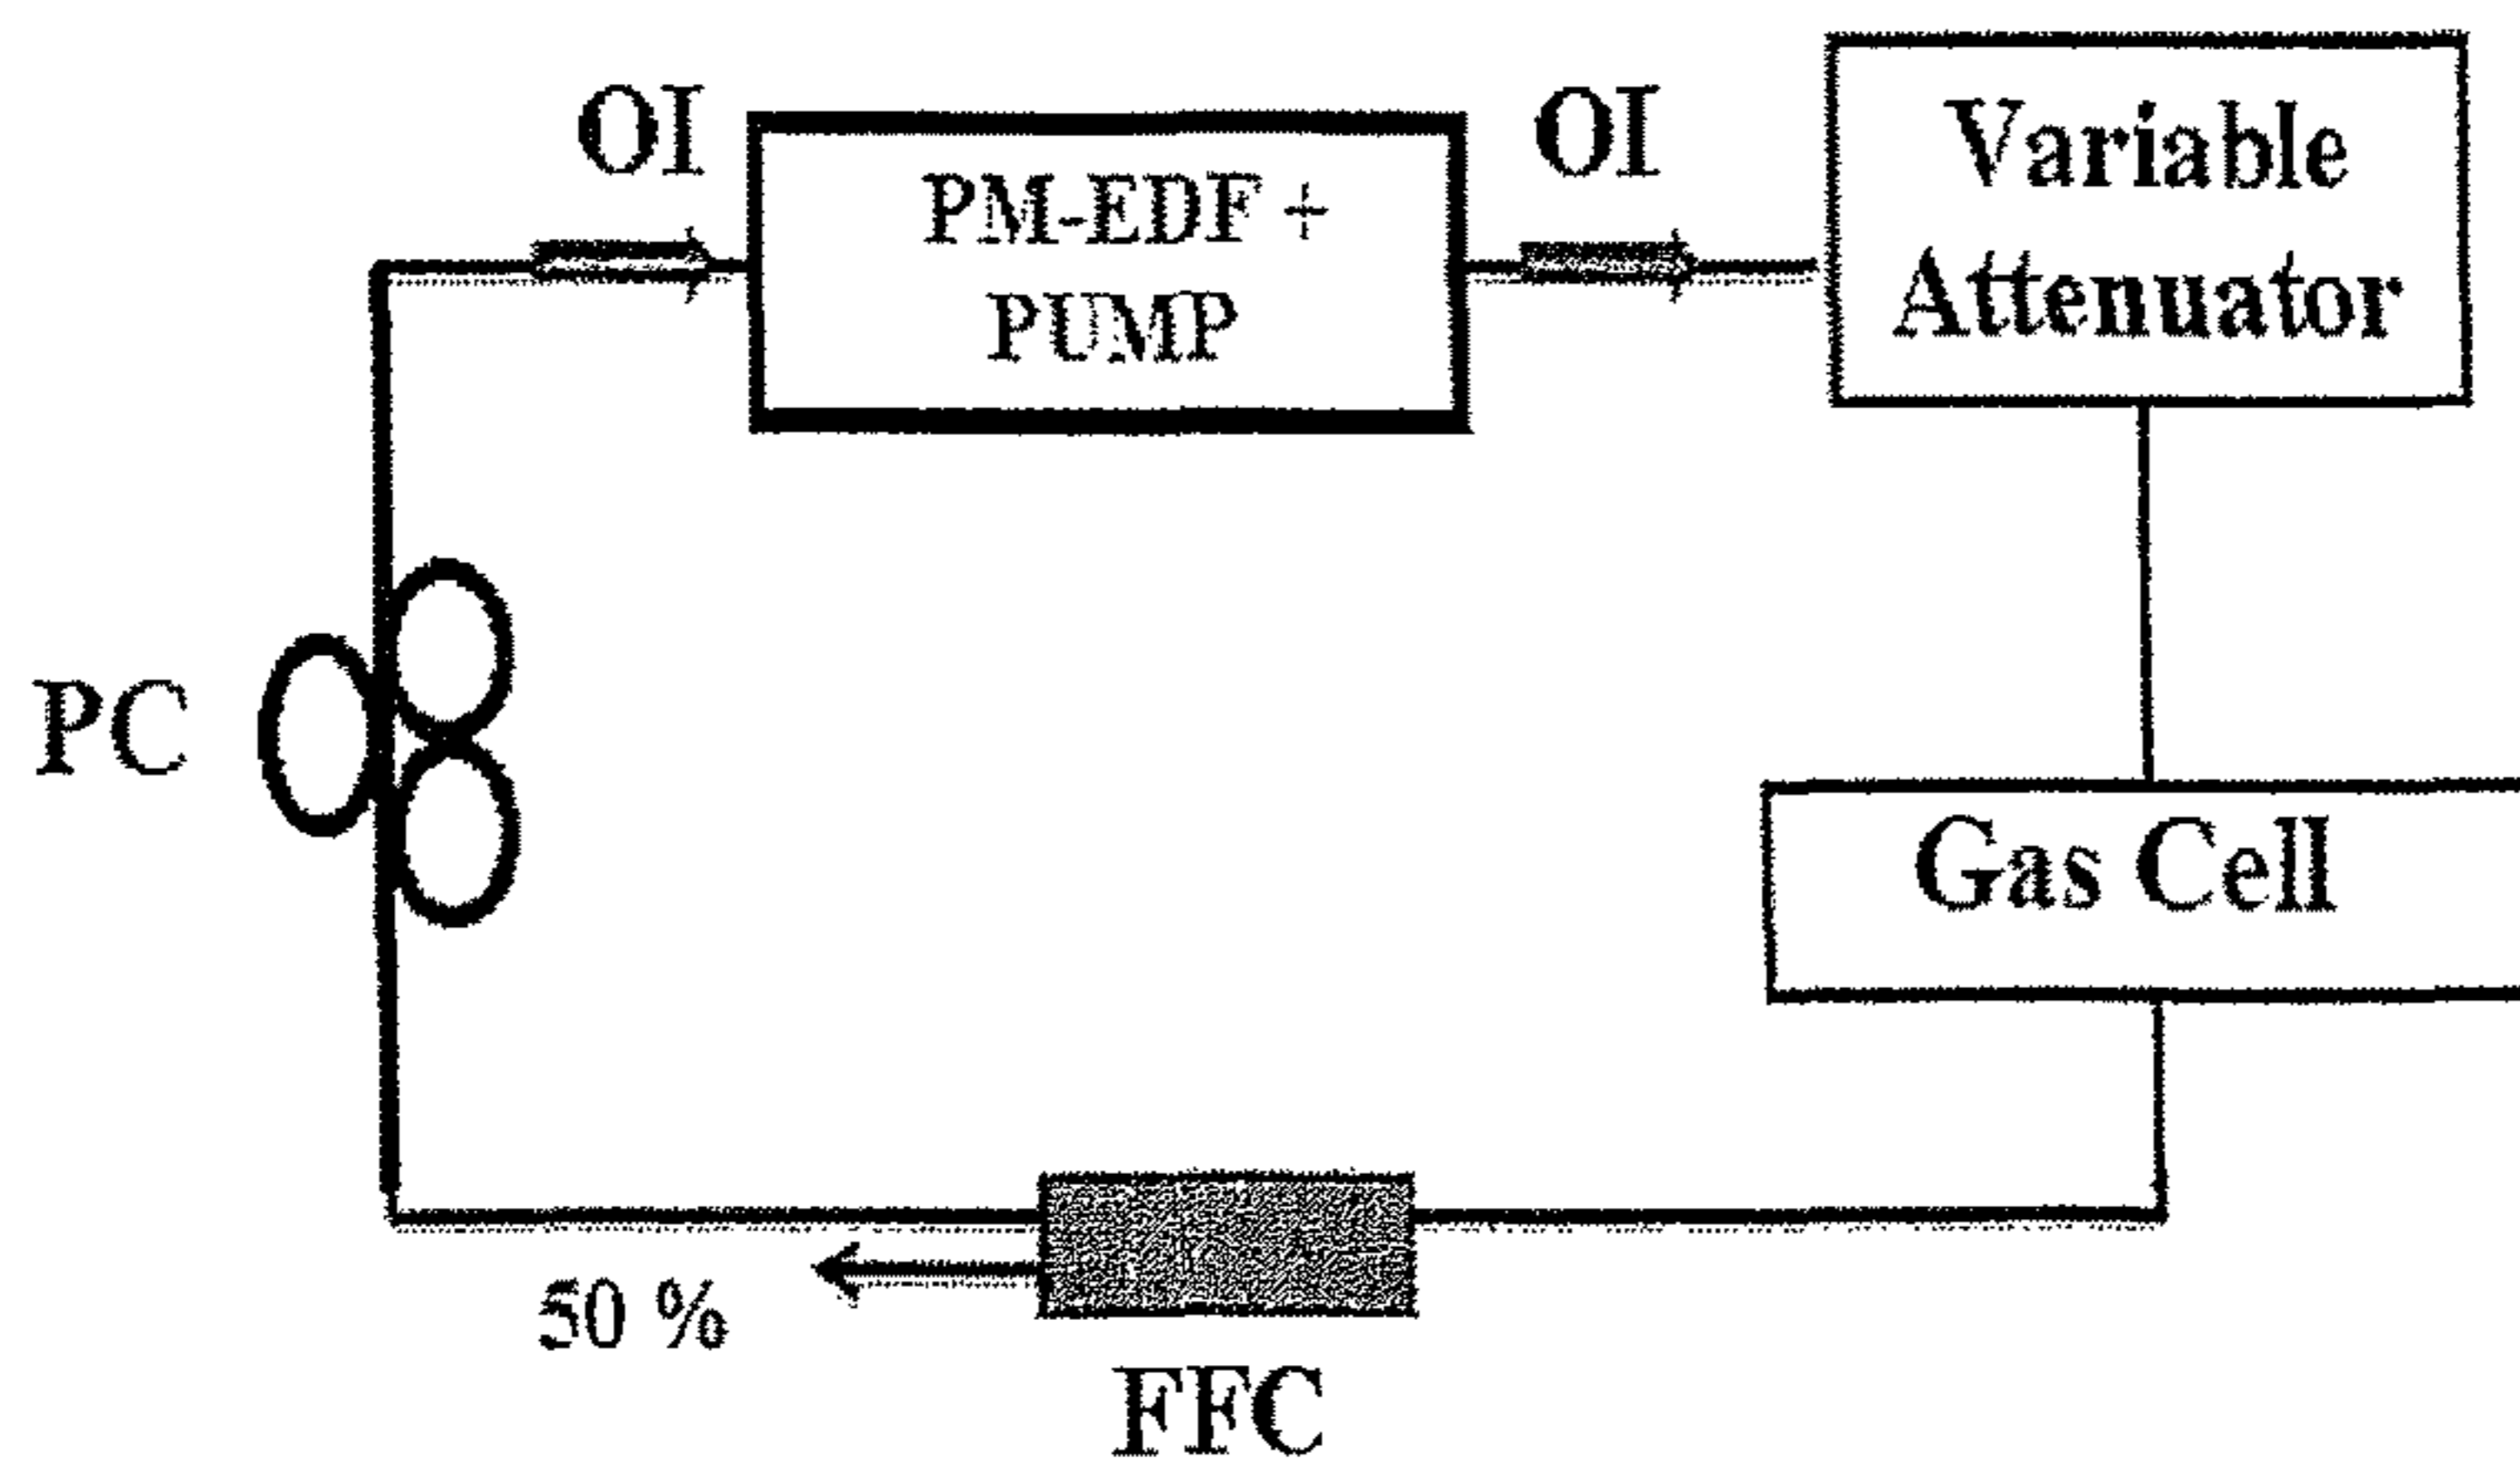 OI
PM-EDF +
PUMP
OI
Variable
Attenuator
PC
Gas Cell
50 %
FFC